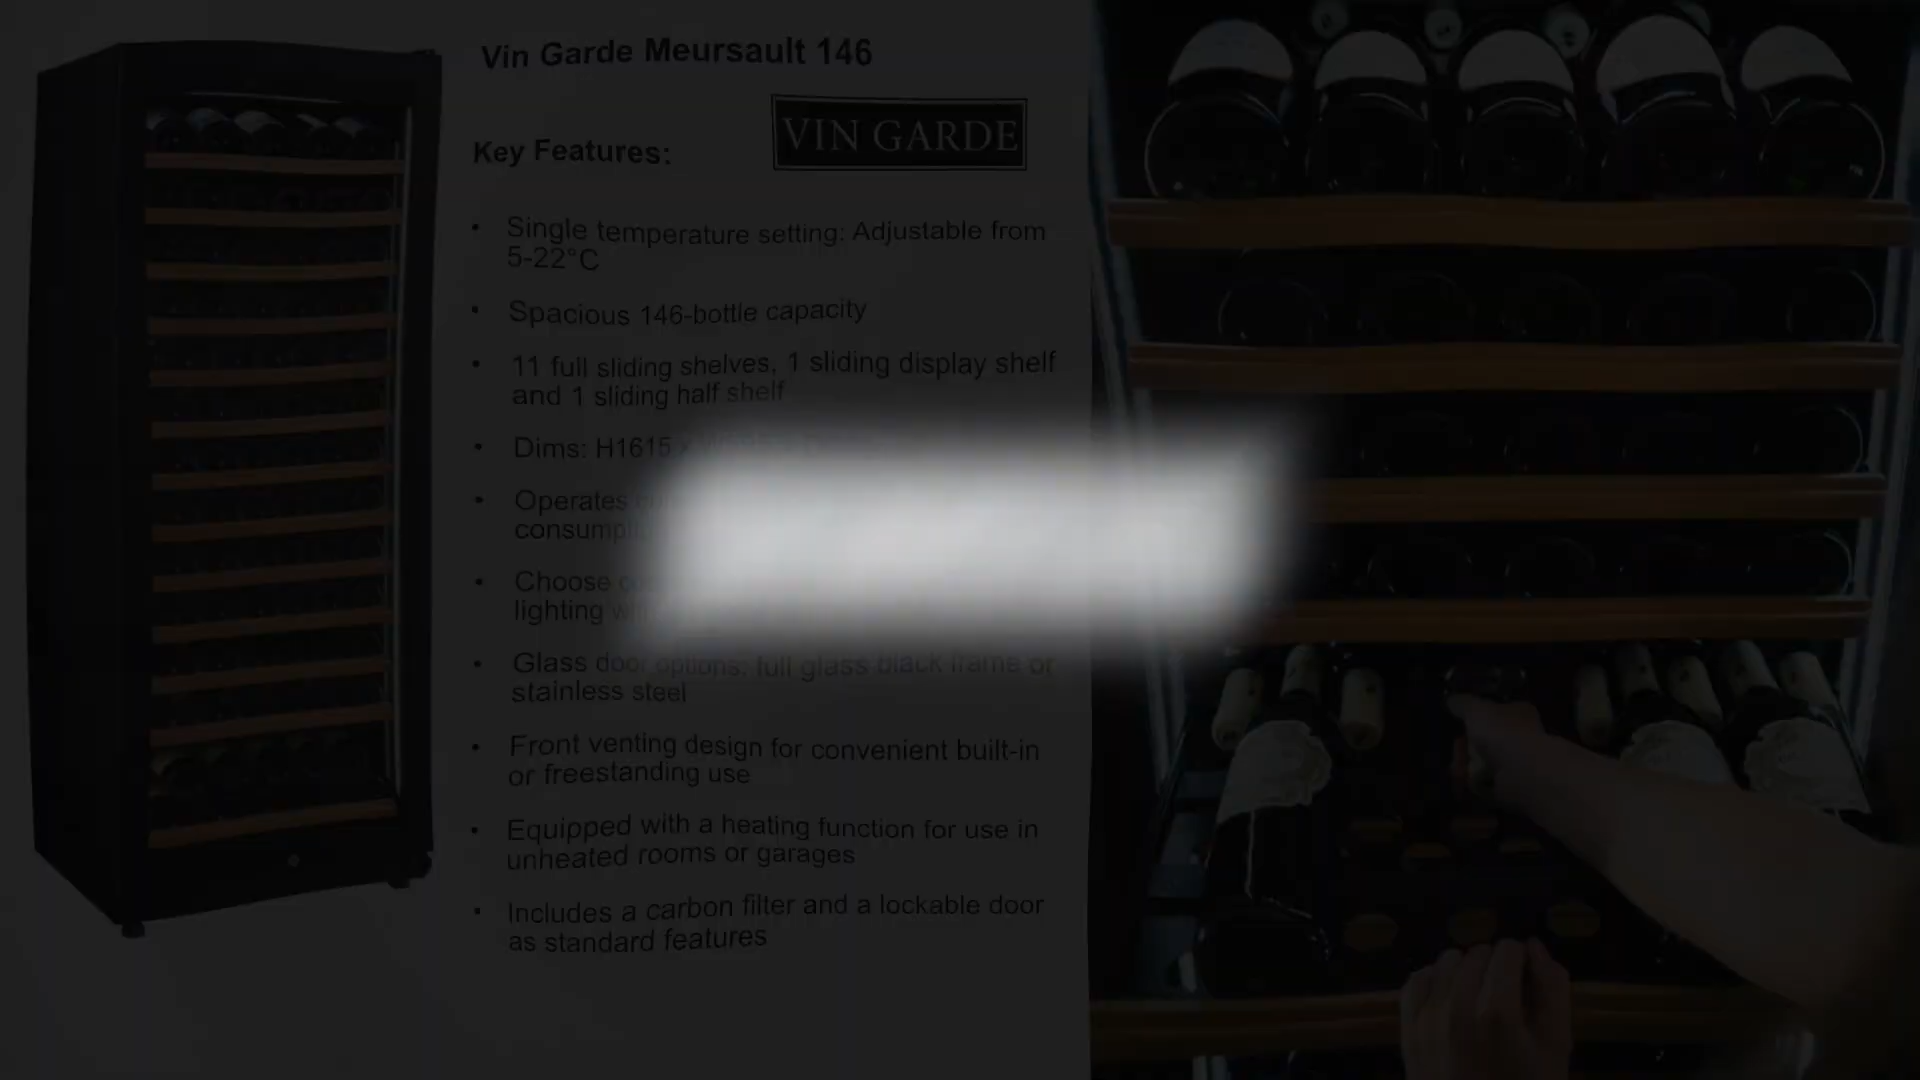 Vin Garde Meursault 146
VIN GARDE
Key Features:
• Single temperature setting: Adjustable from
5-22°C
• Spacious 146-bottle capacity
• 11 full sliding shelves, 1 sliding display shelf
and 1 sliding half shelf
• Dims: H1615 x
• Operates
• Choose
lighting
• Glass door options: full glass black frame or
stainless steel
• Front venting design for convenient built-in
or freestanding use
• Equipped with a heating function for use in
unheated rooms or garages
• Includes a carbon filter and a lockable door
as standard features